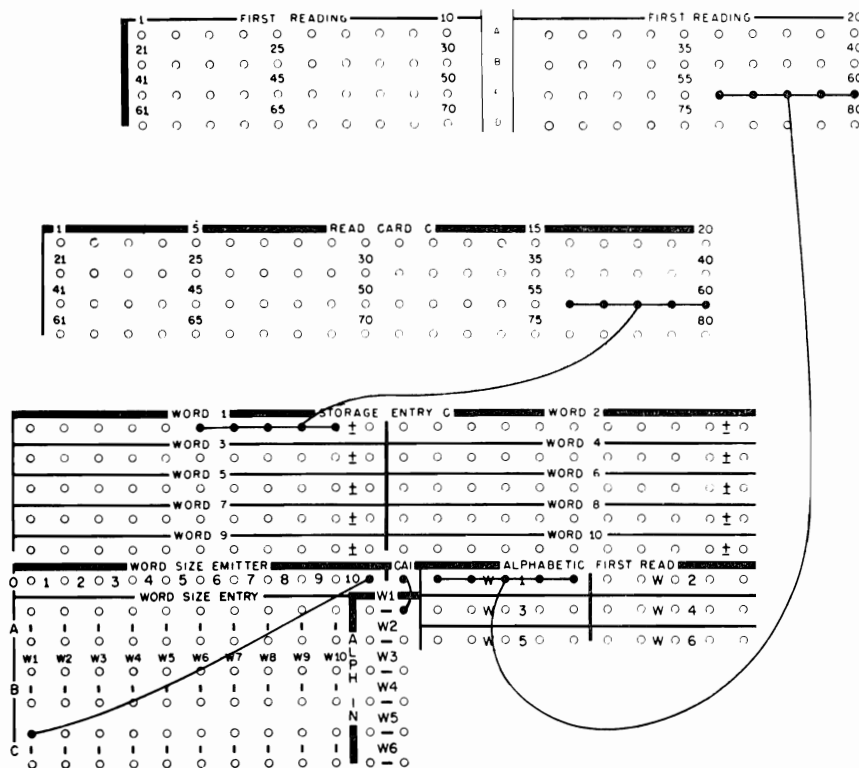 1 FIRST READING 10 A FIRST READING 20
21 25 30 35 40
B
41 45 50 55 60
61 65 70 75 80
D
1 5 READ CARD C 15 20
21 25 30 35 40
41 45 50 55 60
61 65 70 75 80
WORD 1 STORAGE ENTRY C WORD 2
±  ±
WORD 3 WORD 4
± ±
WORD 5 WORD 6
± ±
WORD 7 WORD 8
± ±
WORD 9 WORD 10
± ±
WORD SIZE EMITTER CAI ALPHABETIC FIRST READ
0 1 2 3 4 5 6 7 8 9 10 W 1 W 2
WORD SIZE ENTRY W1
A W2 W 3 W 4
W1 W2 W3 W4 W5 W6 W7 W8 W9 W10 ALPH IN W3 W 5 W 6
B W4
W5
C W6